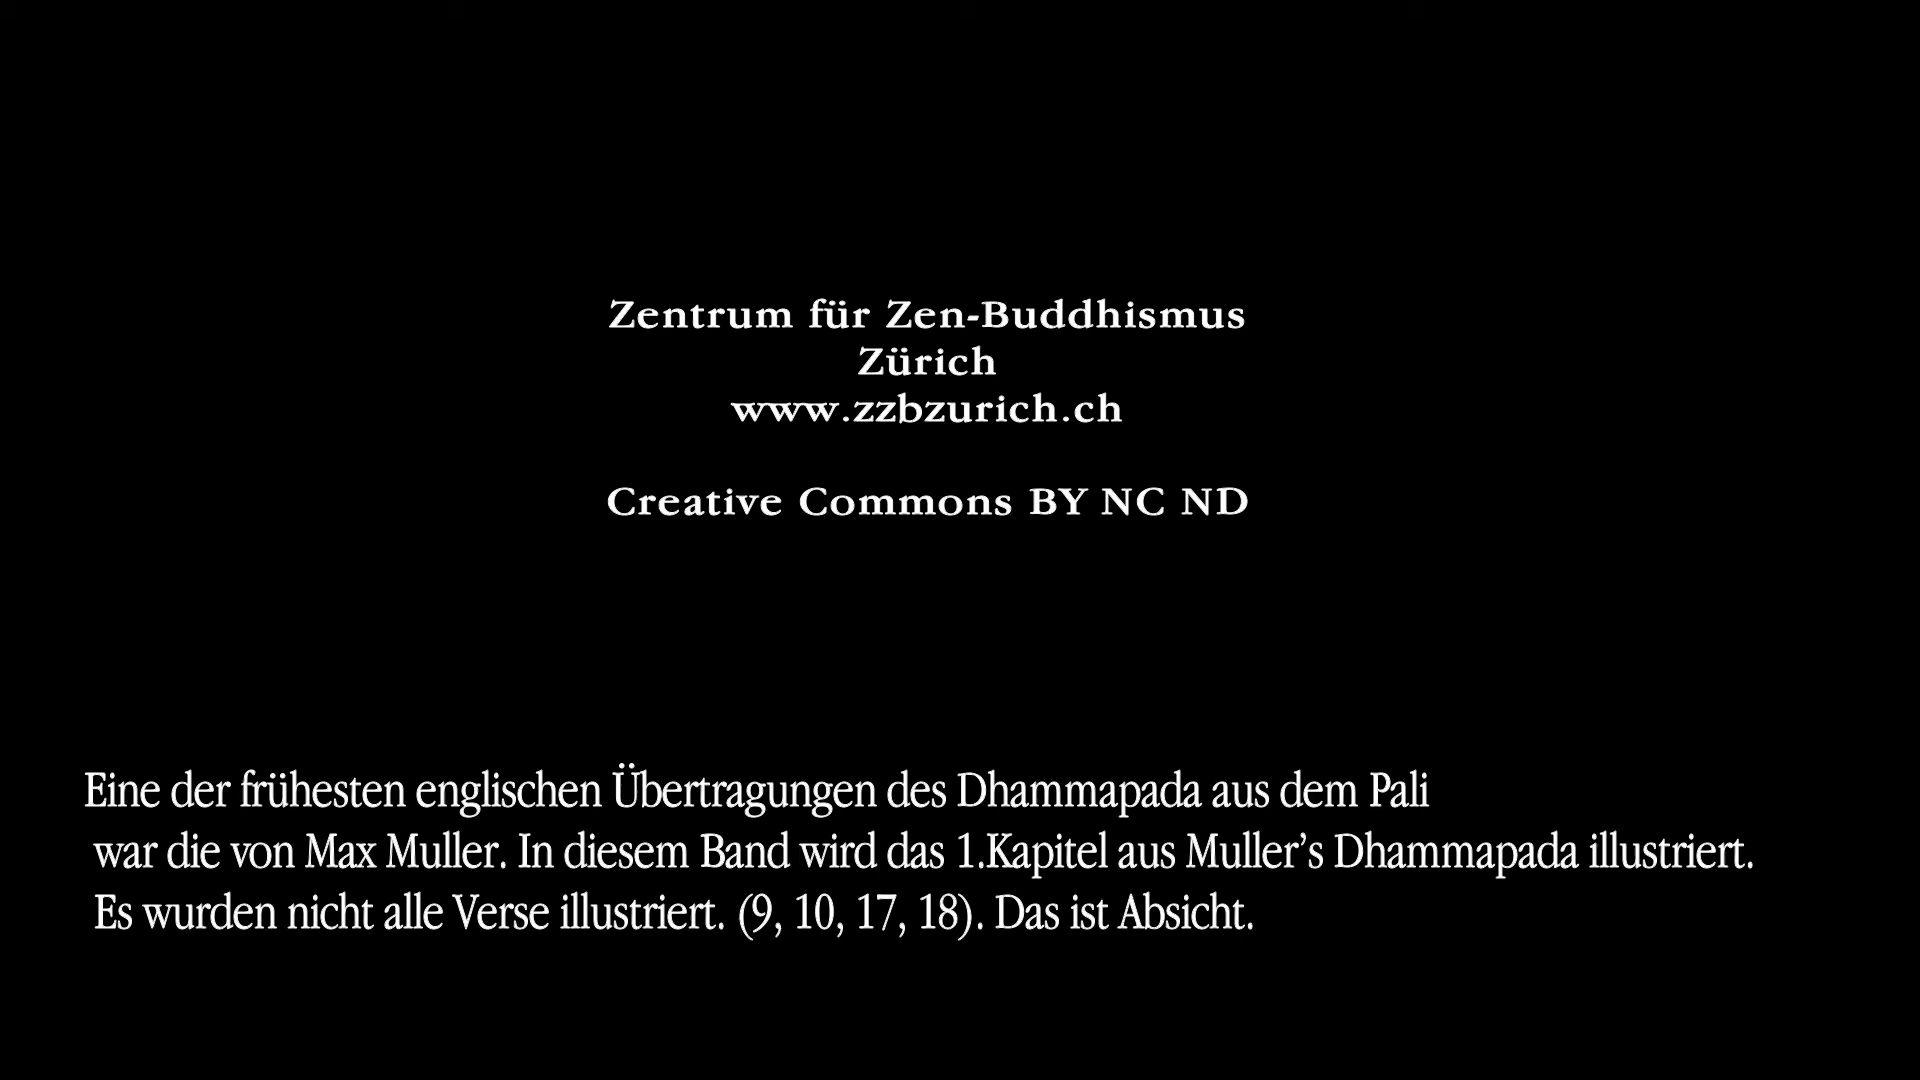 Zentrum für Zen-Buddhismus
Zürich
www.zzbzurich.ch
Creative Commons BY NC ND
Eine der frühesten englischen Übertragungen des Dhammapada aus dem Pali
war die von Max Muller. In diesem Band wird das 1.Kapitel aus Muller’s Dhammapada illustriert.
Es wurden nicht alle Verse illustriert. (9, 10, 17, 18). Das ist Absicht.